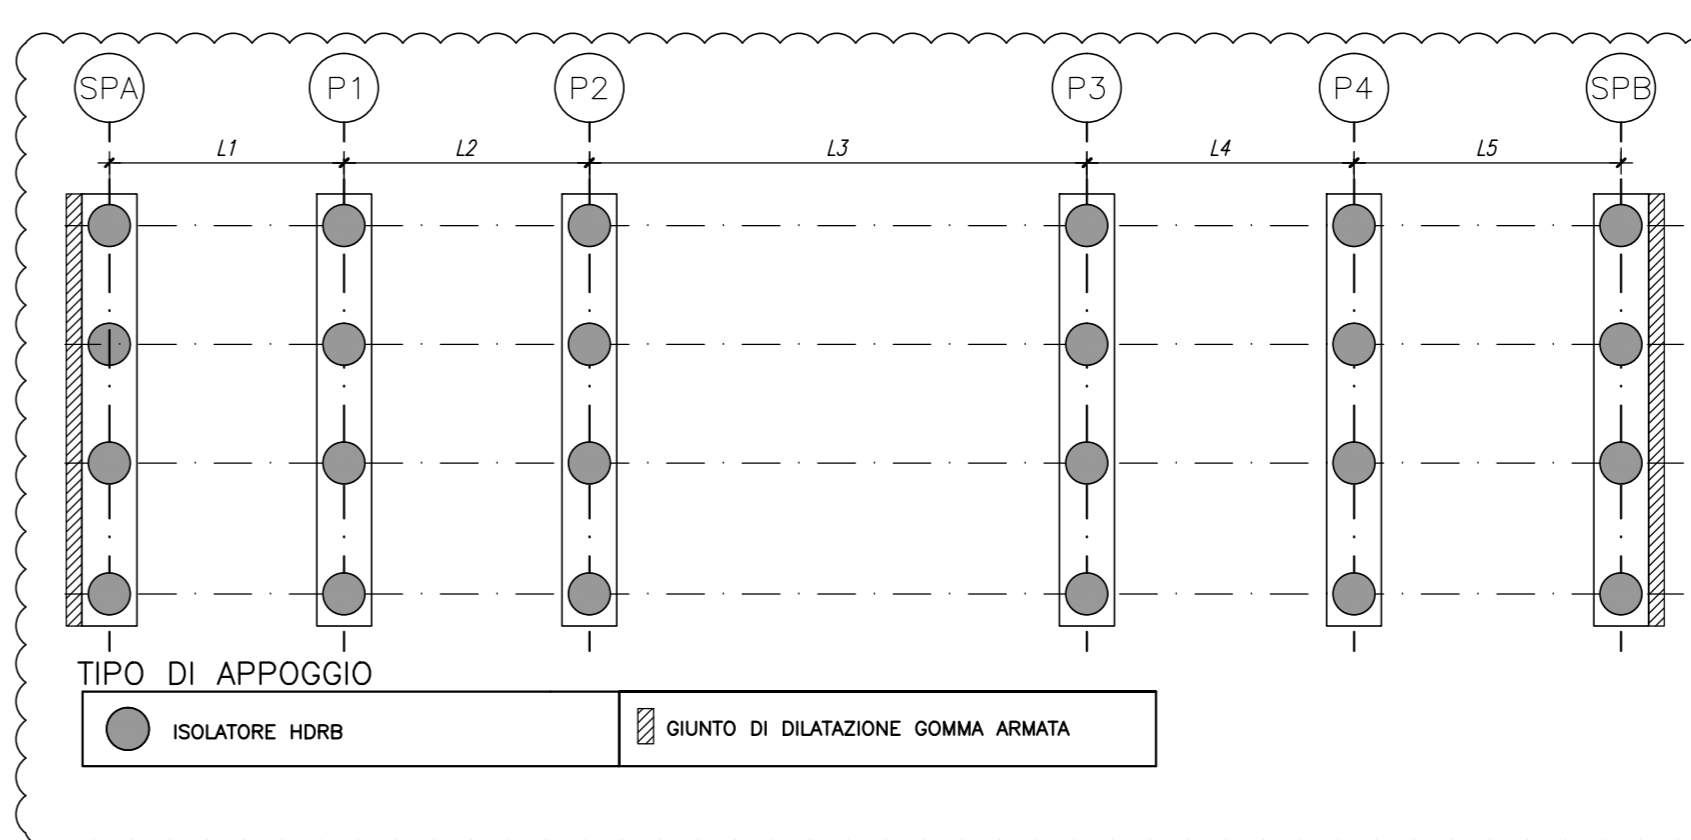 SPA P1 P2 P3 P4 SPB
L1 L2 L3 L4 L5
TIPO DI APPOGGIO
ISOLATORE HDRB
GIUNTO DI DILATAZIONE GOMMA ARMATA